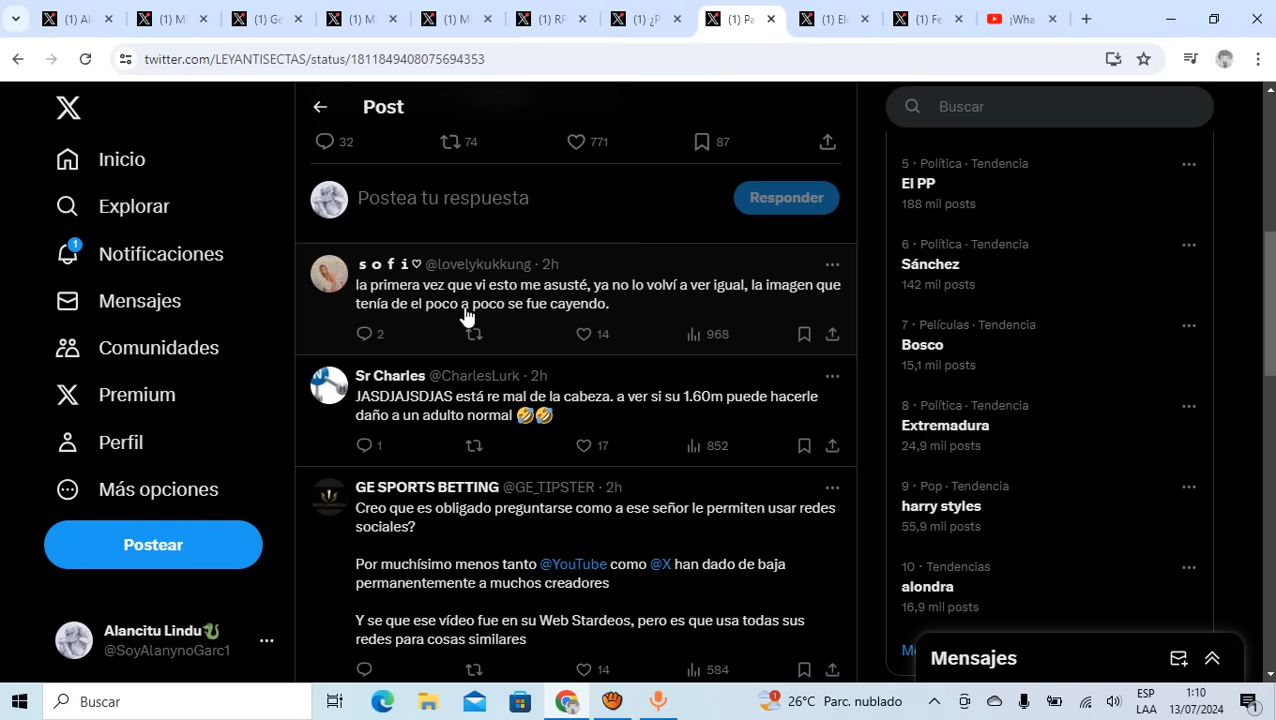 (1) Al
(1) Mi
(1) Ge
(1) M
(1) Mi
(1) RF
(1) ¿P
(1) Pa
(1) El
(1) Fe
¡Wha
twitter.com/LEYANTISECTAS/status/1811849408075694353
Inicio
Explorar
1
Notificaciones
Mensajes
Comunidades
Premium
Perfil
Más opciones
Postear
Alancitu Lindu
@SoyAlanynoGarc1
Post
32 74 771 87
Postea tu respuesta
Responder
s o f i♡ @lovelykukkung · 2h
la primera vez que vi esto me asusté, ya no lo volví a ver igual, la imagen que
tenía de el poco a poco se fue cayendo.
2 14 968
Sr Charles @CharlesLurk · 2h
JASDJAJSDJAS está re mal de la cabeza. a ver si su 1.60m puede hacerle
daño a un adulto normal 🤣🤣
1 17 852
GE SPORTS BETTING @GE_TIPSTER · 2h
Creo que es obligado preguntarse como a ese señor le permiten usar redes
sociales?
Por muchísimo menos tanto @YouTube como @X han dado de baja
permanentemente a muchos creadores
Y se que ese vídeo fue en su Web Stardeos, pero es que usa todas sus
redes para cosas similares
14 584
Buscar
5 · Política · Tendencia
El PP
188 mil posts
6 · Política · Tendencia
Sánchez
142 mil posts
7 · Películas · Tendencia
Bosco
15,1 mil posts
8 · Política · Tendencia
Extremadura
24,9 mil posts
9 · Pop · Tendencia
harry styles
55,9 mil posts
10 · Tendencias
alondra
16,9 mil posts
Mensajes
Buscar
26°C Parc. nublado
ESP
LAA
1:10
13/07/2024